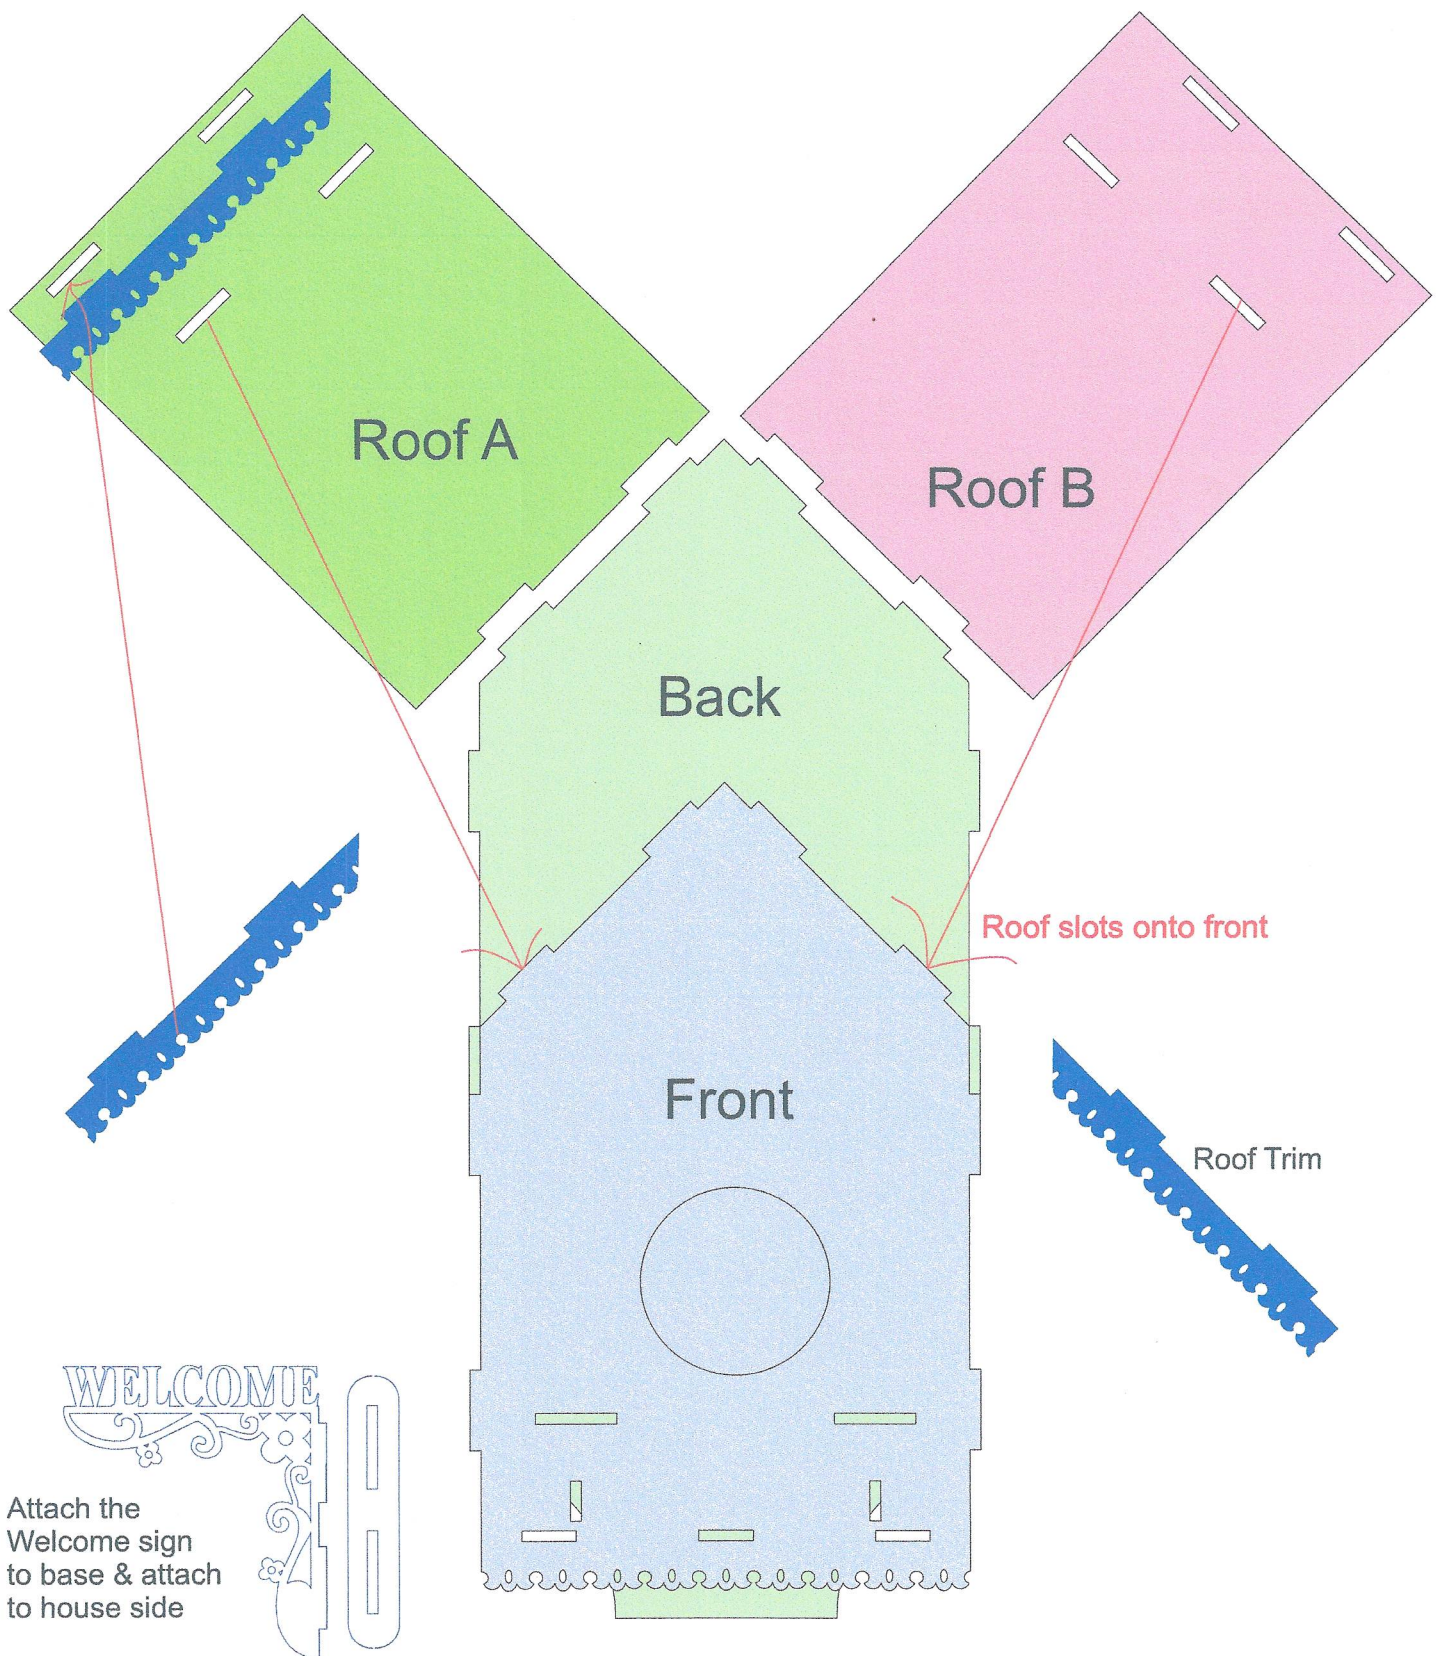 Roof A
Roof B
Back
Roof slots onto front
Front
Roof Trim
WELCOME
Attach the
Welcome sign
to base & attach
to house side